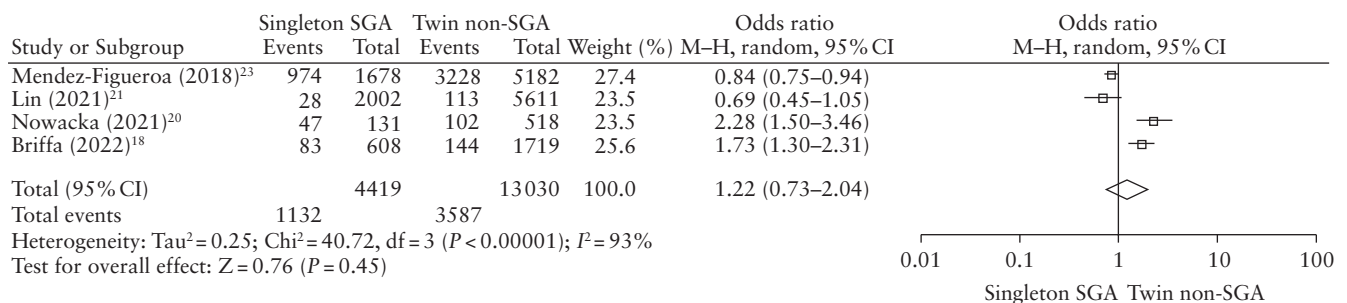 Singleton SGA Twin non-SGA Odds ratio Odds ratio
Study or Subgroup Events Total Events Total Weight (%) M–H, random, 95% CI M–H, random, 95% CI
Mendez-Figueroa (2018)²³ 974 1678 3228 5182 27.4 0.84 (0.75–0.94)
Lin (2021)²¹ 28 2002 113 5611 23.5 0.69 (0.45–1.05)
Nowacka (2021)²⁰ 47 131 102 518 23.5 2.28 (1.50–3.46)
Briffa (2022)¹⁸ 83 608 144 1719 25.6 1.73 (1.30–2.31)
Total (95% CI) 4419 13030 100.0 1.22 (0.73–2.04)
Total events 1132 3587
Heterogeneity: Tau² = 0.25; Chi² = 40.72, df = 3 (P < 0.00001); I² = 93%
Test for overall effect: Z = 0.76 (P = 0.45)
0.01 0.1 1 10 100
Singleton SGA Twin non-SGA